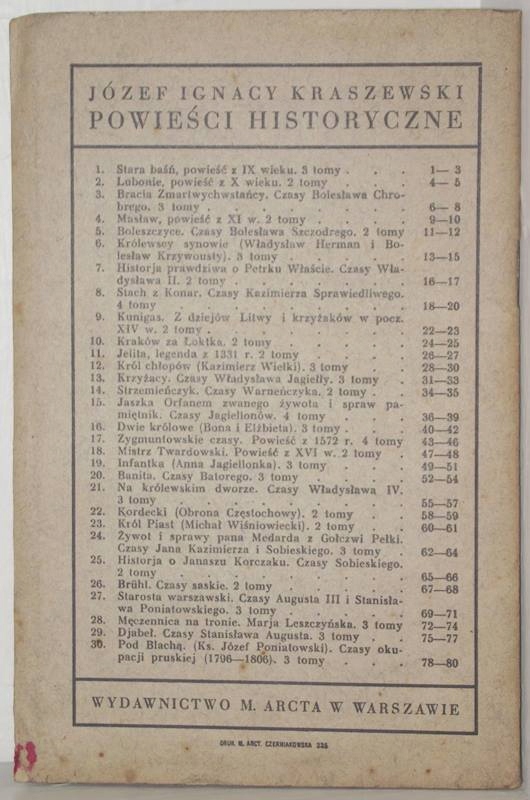 JÓZEF IGNACY KRASZEWSKI
POWIEŚCI HISTORYCZNE
1. Stara baśń, powieść z IX wieku. 3 tomy . . . 1— 3
2. Lubonie, powieść z X wieku. 2 tomy . . . 4— 5
3. Bracia Zmartwychwstańcy. Czasy Bolesława Chro-
brego. 3 tomy . . . . . . . 6— 8
4. Masław, powieść z XI w. 2 tomy . . . . 9—10
5. Boleszczyce. Czasy Bolesława Szczodrego. 2 tomy 11—12
6. Królewscy synowie (Władysław Herman i Bo-
lesław Krzywousty). 3 tomy . . . . . 13—15
7. Historja prawdziwa o Petrku Właście. Czasy Wła-
dysława II. 2 tomy . . . . . . 16—17
8. Stach z Konar. Czasy Kazimierza Sprawiedliwego.
4 tomy . . . . . . . . 18—20
9. Kunigas. Z dziejów Litwy i krzyżaków w pocz.
XIV w. 2 tomy . . . . . . . 22—23
10. Kraków za Łoktka. 2 tomy . . . . . 24—25
11. Jelita, legenda z 1331 r. 2 tomy . . . . 26—27
12. Król chłopów (Kazimierz Wielki). 3 tomy . . 28—30
13. Krzyżacy. Czasy Władysława Jagiełły. 3 tomy . 31—33
14. Strzemieńczyk. Czasy Warneńczyka. 2 tomy . . 34—35
15. Jaszka Orfanem zwanego żywota i spraw pa-
miętnik. Czasy Jagiellonów. 4 tomy . . . 36—39
16. Dwie królowe (Bona i Elżbieta). 3 tomy . . . 40—42
17. Zygmuntowskie czasy. Powieść z 1572 r. 4 tomy 43—46
18. Mistrz Twardowski. Powieść z XVI w. 2 tomy . 47—48
19. Infantka (Anna Jagiellonka). 3 tomy . . . 49—51
20. Banita. Czasy Batorego. 3 tomy . . . . 52—54
21. Na królewskim dworze. Czasy Władysława IV.
3 tomy . . . . . . . . 55—57
22. Kordecki (Obrona Częstochowy). 2 tomy . . 58—59
23. Król Piast (Michał Wiśniowiecki). 2 tomy . . 60—61
24. Żywot i sprawy pana Medarda z Gołczwi Pełki.
Czasy Jana Kazimierza i Sobieskiego. 3 tomy . 62—64
25. Historja o Janaszu Korczaku. Czasy Sobieskiego.
2 tomy . . . . . . . . 65—66
26. Brühl. Czasy saskie. 2 tomy . . . . . 67—68
27. Starosta warszawski. Czasy Augusta III i Stanisła-
wa Poniatowskiego. 3 tomy . . . . . 69—71
28. Męczennica na tronie. Marja Leszczyńska. 3 tomy 72—74
29. Djabeł. Czasy Stanisława Augusta. 3 tomy . . 75—77
30. Pod Blachą. (Ks. Józef Poniatowski). Czasy oku-
pacji pruskiej (1796—1806). 3 tomy . . . 78—80
WYDAWNICTWO M. ARCTA W WARSZAWIE
DRUK. M. ARCT, CZERNIAKOWSKA 225